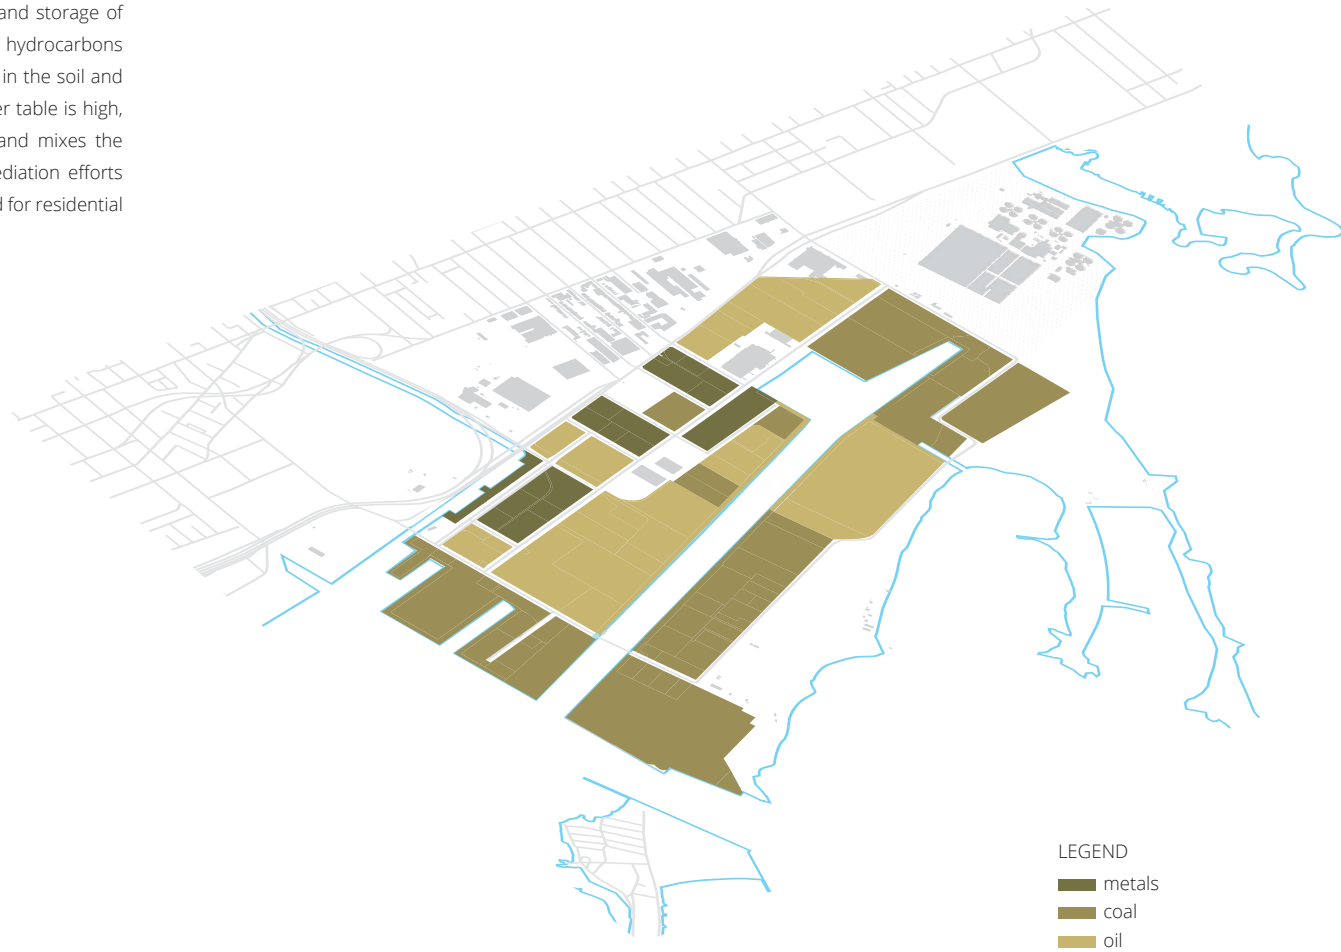 and storage of
hydrocarbons
in the soil and
table is high,
and mixes the
efforts
for residential
LEGEND
metals
coal
oil